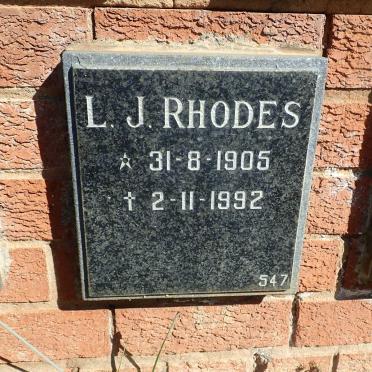 L. J. RHODES
☆ 31-8-1905
† 2-11-1992
547